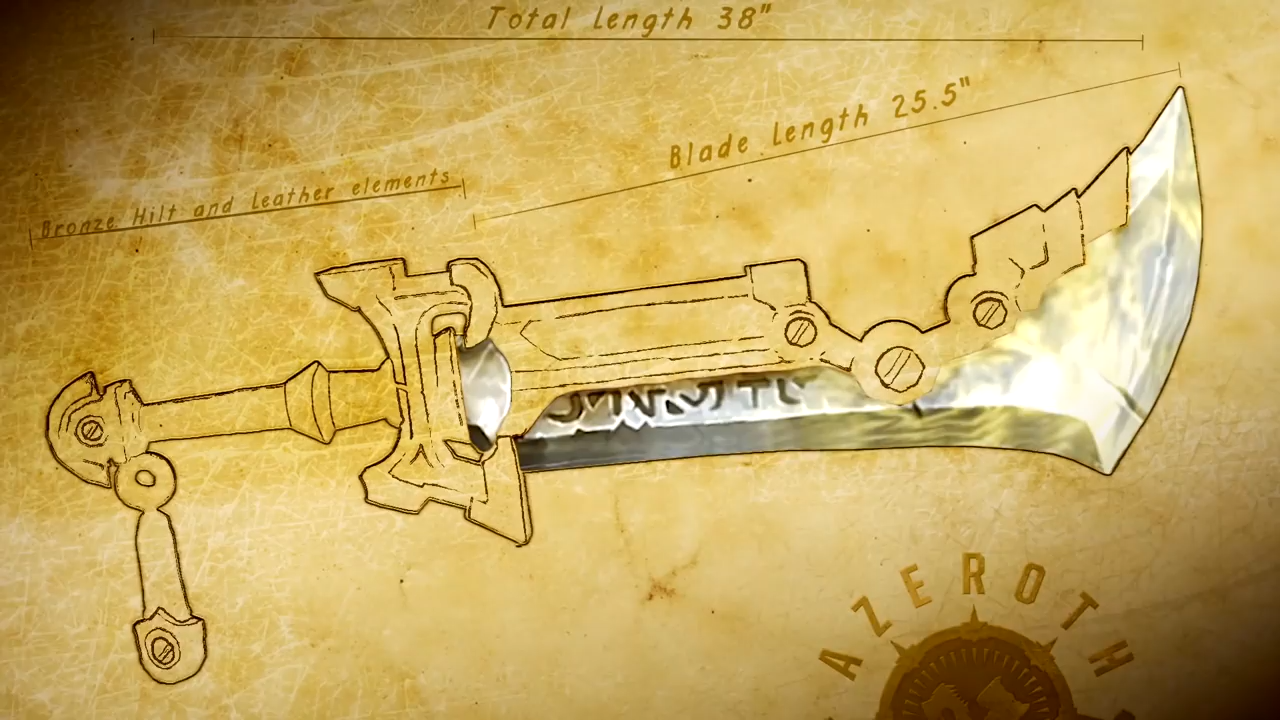 Total Length 38"
Blade Length 25.5"
Bronze Hilt and Leather elements
AZEROTH